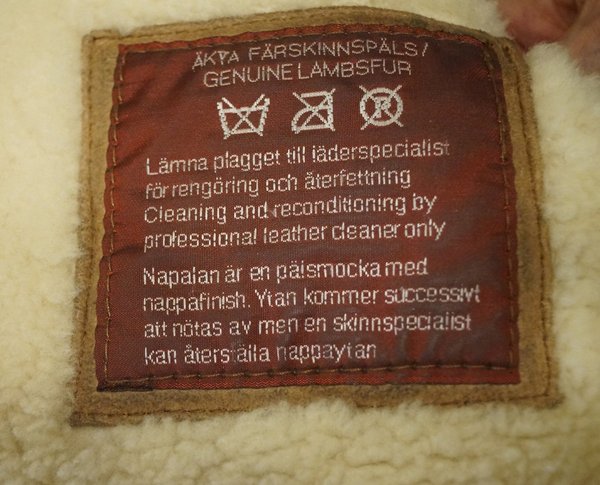 ÄKTA FÄRSKINNSPÄLS/
GENUINE LAMBSFUR
R
Lämna plagget till läderspecialist
för rengöring och återfettning
Cleaning and reconditioning by
professional leather cleaner only
Napalan är en pälsmocka med
nappafinish. Ytan kommer successivt
att nötas av men en skinnspecialist
kan återställa nappaytan